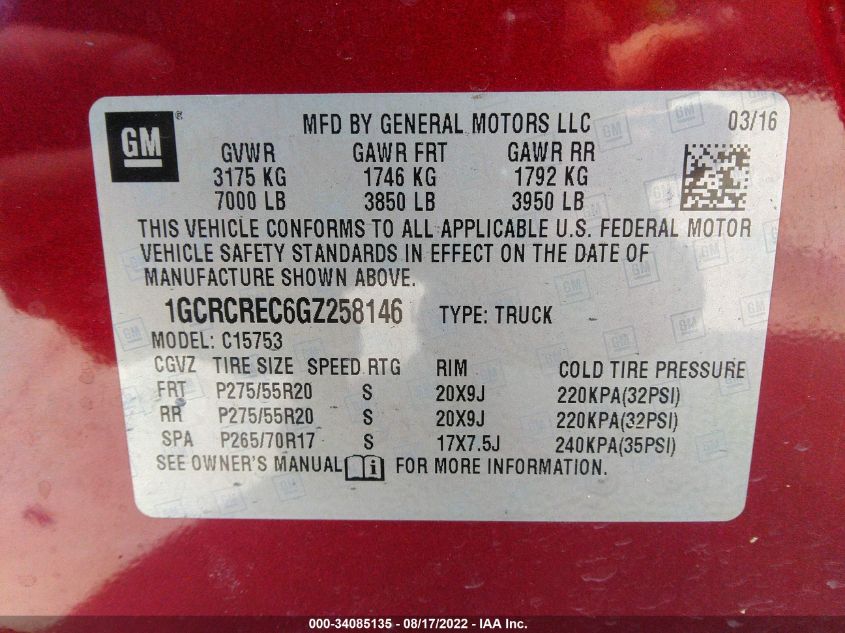 GM ®
MFD BY GENERAL MOTORS LLC 03/16
GVWR GAWR FRT GAWR RR
3175 KG 1746 KG 1792 KG
7000 LB 3850 LB 3950 LB
THIS VEHICLE CONFORMS TO ALL APPLICABLE U.S. FEDERAL MOTOR
VEHICLE SAFETY STANDARDS IN EFFECT ON THE DATE OF
MANUFACTURE SHOWN ABOVE.
1GCRCREC6GZ258146 TYPE: TRUCK
MODEL: C15753
CGVZ TIRE SIZE SPEED RTG RIM COLD TIRE PRESSURE
FRT P275/55R20 S 20X9J 220KPA(32PSI)
RR P275/55R20 S 20X9J 220KPA(32PSI)
SPA P265/70R17 S 17X7.5J 240KPA(35PSI)
SEE OWNER'S MANUAL i FOR MORE INFORMATION.
000-34085135 - 08/17/2022 - IAA Inc.